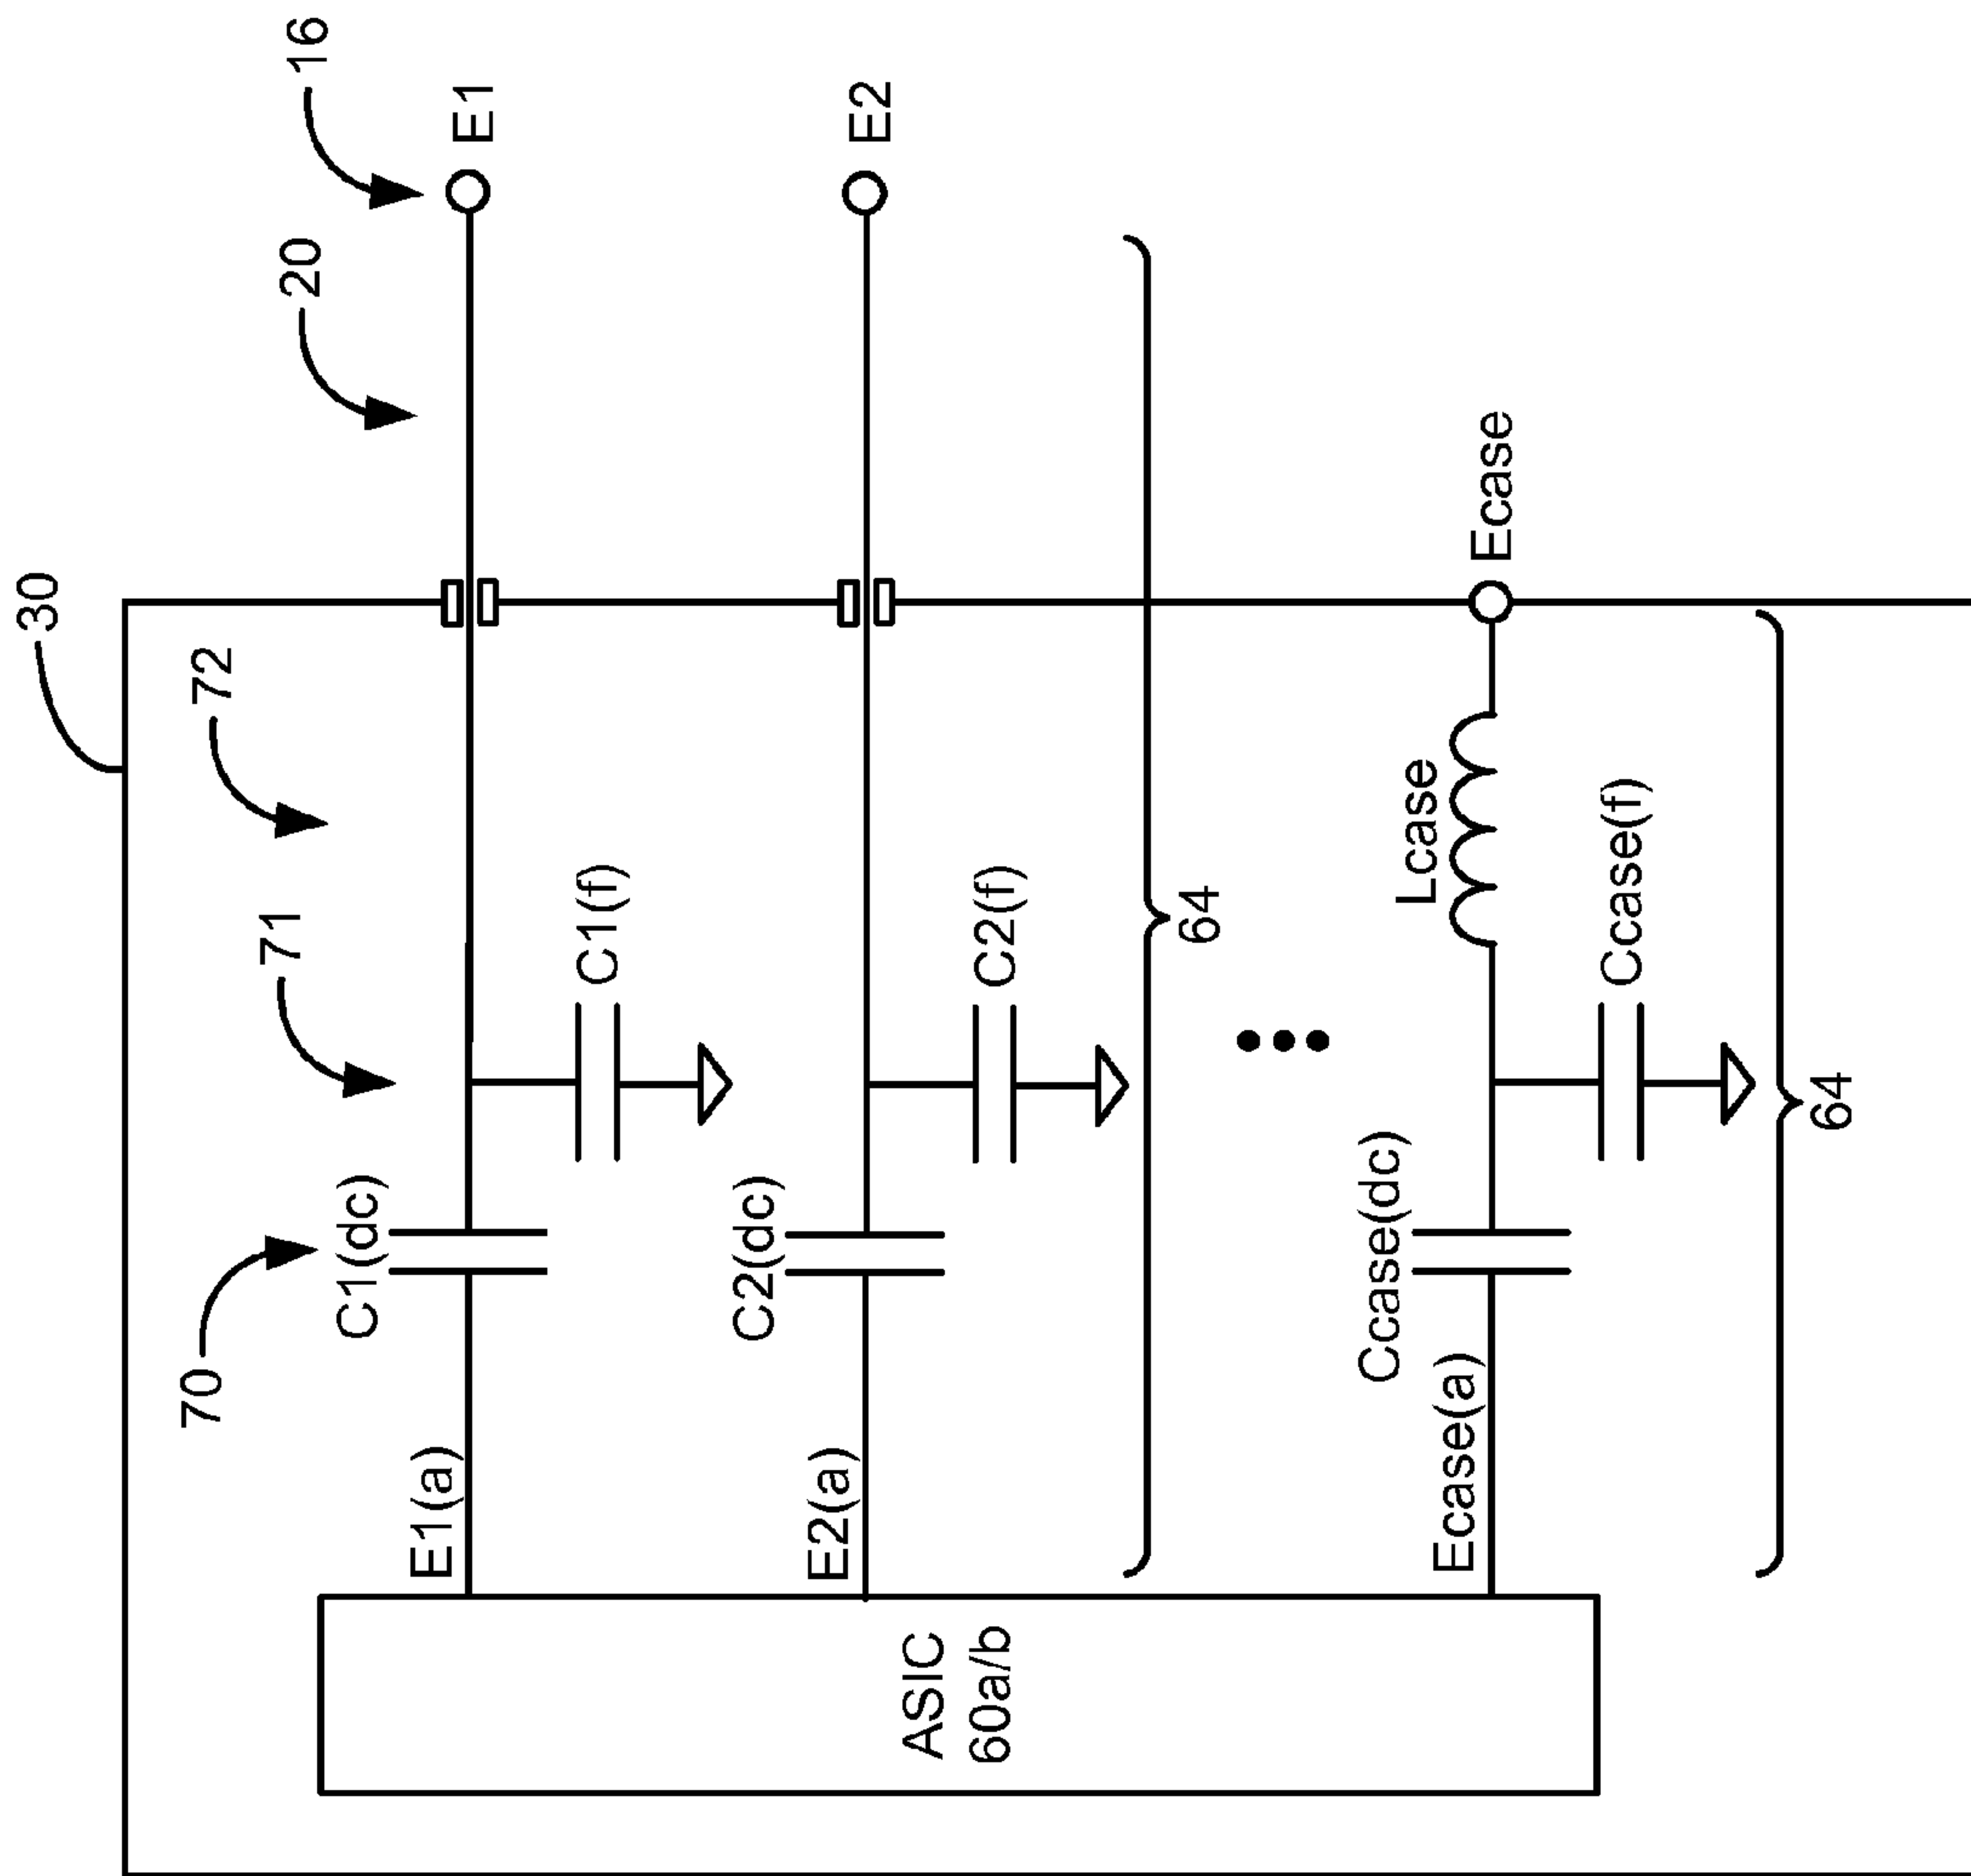 30
16
20
72
71
70
E1
E1(a)
C1(dc)
C1(f)
E2
E2(a)
C2(dc)
C2(f)
64
ASIC
60a/b
Ecase
Lcase
Ccase(dc)
Ecase(a)
Ccase(f)
64